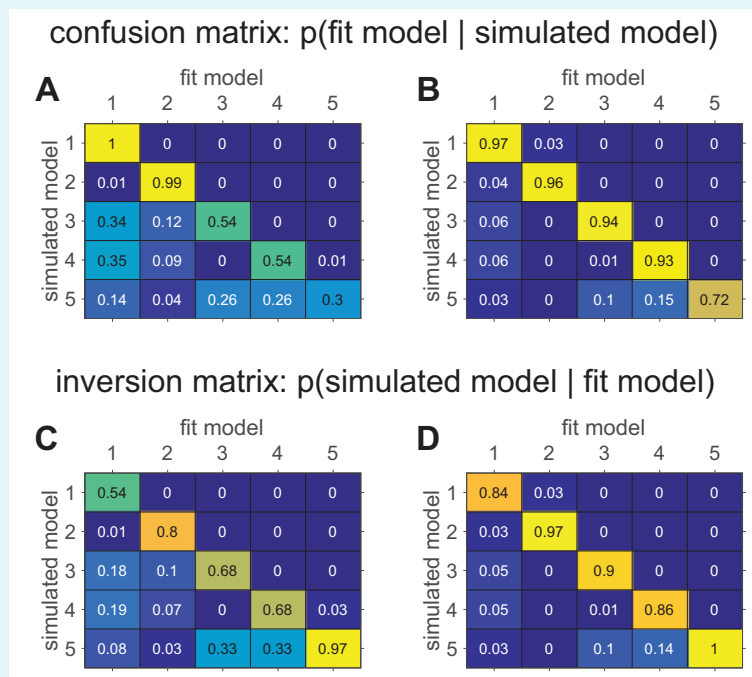 confusion matrix: p(fit model | simulated model)
A
fit model
1 2 3 4 5
simulated model
1 1 0 0 0 0
2 0.01 0.99 0 0 0
3 0.34 0.12 0.54 0 0
4 0.35 0.09 0 0.54 0.01
5 0.14 0.04 0.26 0.26 0.3
B
fit model
1 2 3 4 5
simulated model
1 0.97 0.03 0 0 0
2 0.04 0.96 0 0 0
3 0.06 0 0.94 0 0
4 0.06 0 0.01 0.93 0
5 0.03 0 0.1 0.15 0.72
inversion matrix: p(simulated model | fit model)
C
fit model
1 2 3 4 5
simulated model
1 0.54 0 0 0 0
2 0.01 0.8 0 0 0
3 0.18 0.1 0.68 0 0
4 0.19 0.07 0 0.68 0.03
5 0.08 0.03 0.33 0.33 0.97
D
fit model
1 2 3 4 5
simulated model
1 0.84 0.03 0 0 0
2 0.03 0.97 0 0 0
3 0.05 0 0.9 0 0
4 0.05 0 0.01 0.86 0
5 0.03 0 0.1 0.14 1